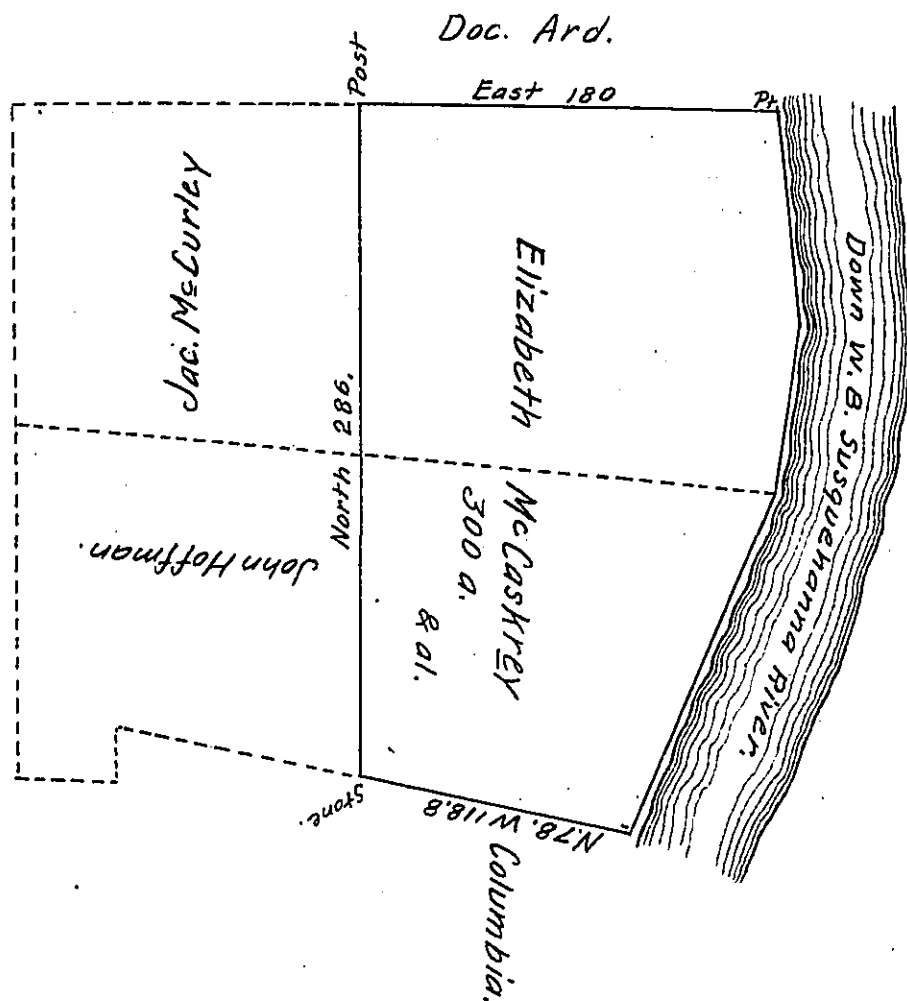 Doc. Ard.
Post
East 180
Pt
Jac. McCurley
Elizabeth
McCaskrey
300 a.
& al.
Down W. B. Susquehanna River.
North 286.
John Hoffman.
Stone.
N.78. W 118.8
Columbia.